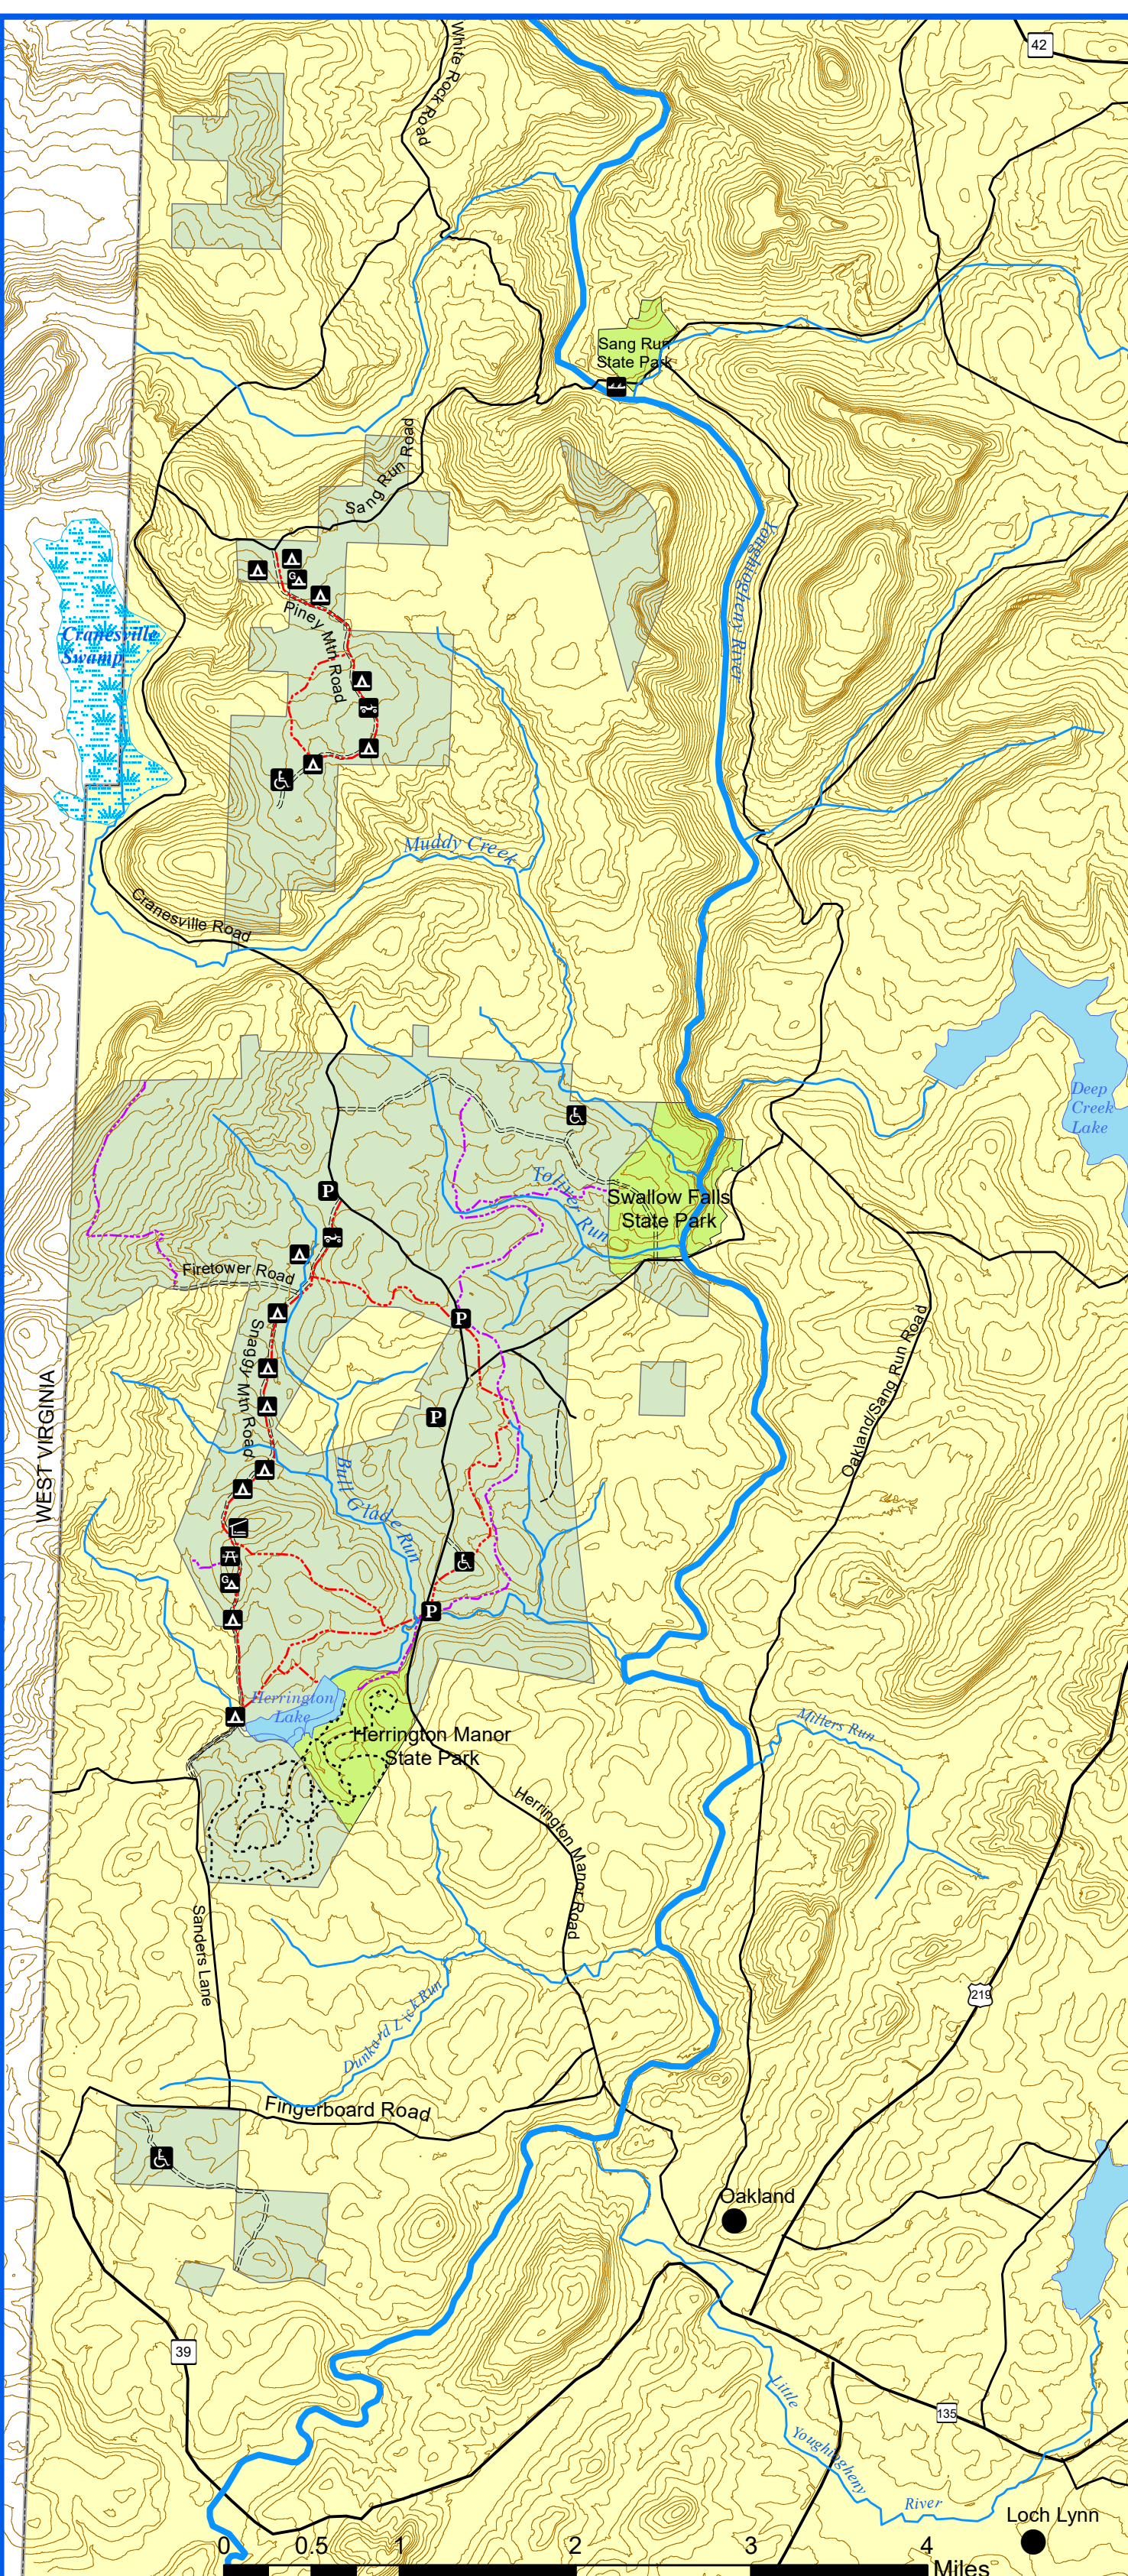 White Rock Road
42
Sang Run
State Park
Sang Run Road
Youghiogheny River
G
Piney Mtn Road
Cranesville
Swamp
Muddy Creek
Cranesville Road
Deep
Creek
Lake
P
Toliver Run
Swallow Falls
State Park
Firetower Road
P
Snaggy Mtn Road
Oakland/Sang Run Road
WEST VIRGINIA
P
Bull Glade Run
G
P
Herrington
Lake
Herrington Manor
State Park
Millers Run
Herrington Manor Road
Sanders Lane
219
Dunkard Lick Run
Fingerboard Road
Oakland
39
135
Little
Youghiogheny
River
Loch Lynn
0 0.5 1 2 3 4
Miles